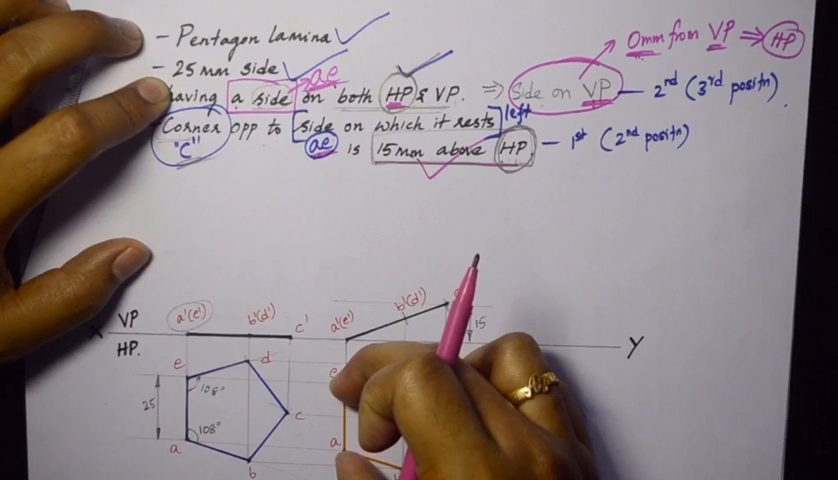 - Pentagon Lamina
- 25 mm side
having a side on both HP & VP. ⇒ Side on VP — 2nd (3rd positn)
ae
0mm from VP ⇒ HP
Corner opp to side on which it rests left
"C" ae is 15mm above HP — 1st (2nd positn)
a'(e') b'(d') c'
a'(e') b'(d')
15
X VP
HP.
Y
e d
108°
25
108°
c
a
b
e
a